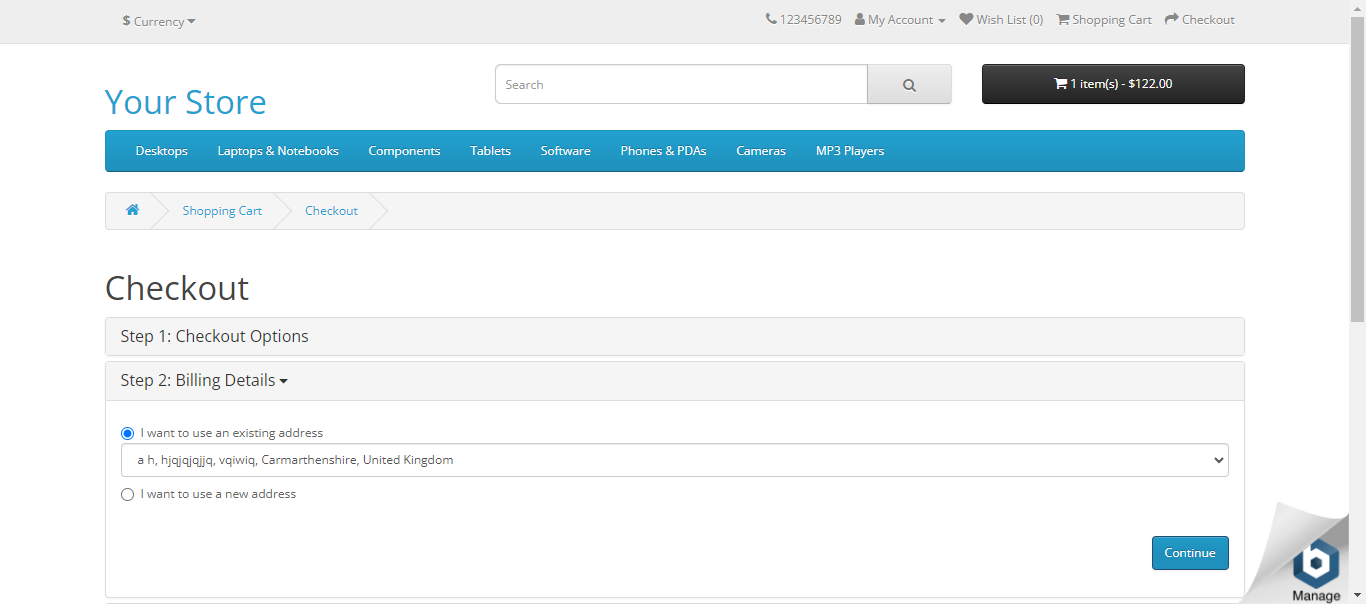 $ Currency
123456789 My Account Wish List (0) Shopping Cart Checkout
Your Store
Search
1 item(s) - $122.00
Desktops Laptops & Notebooks Components Tablets Software Phones & PDAs Cameras MP3 Players
Shopping Cart Checkout
Checkout
Step 1: Checkout Options
Step 2: Billing Details
I want to use an existing address
a h, hjqjqjqjjq, vqiwiq, Carmarthenshire, United Kingdom
I want to use a new address
Continue
Manage